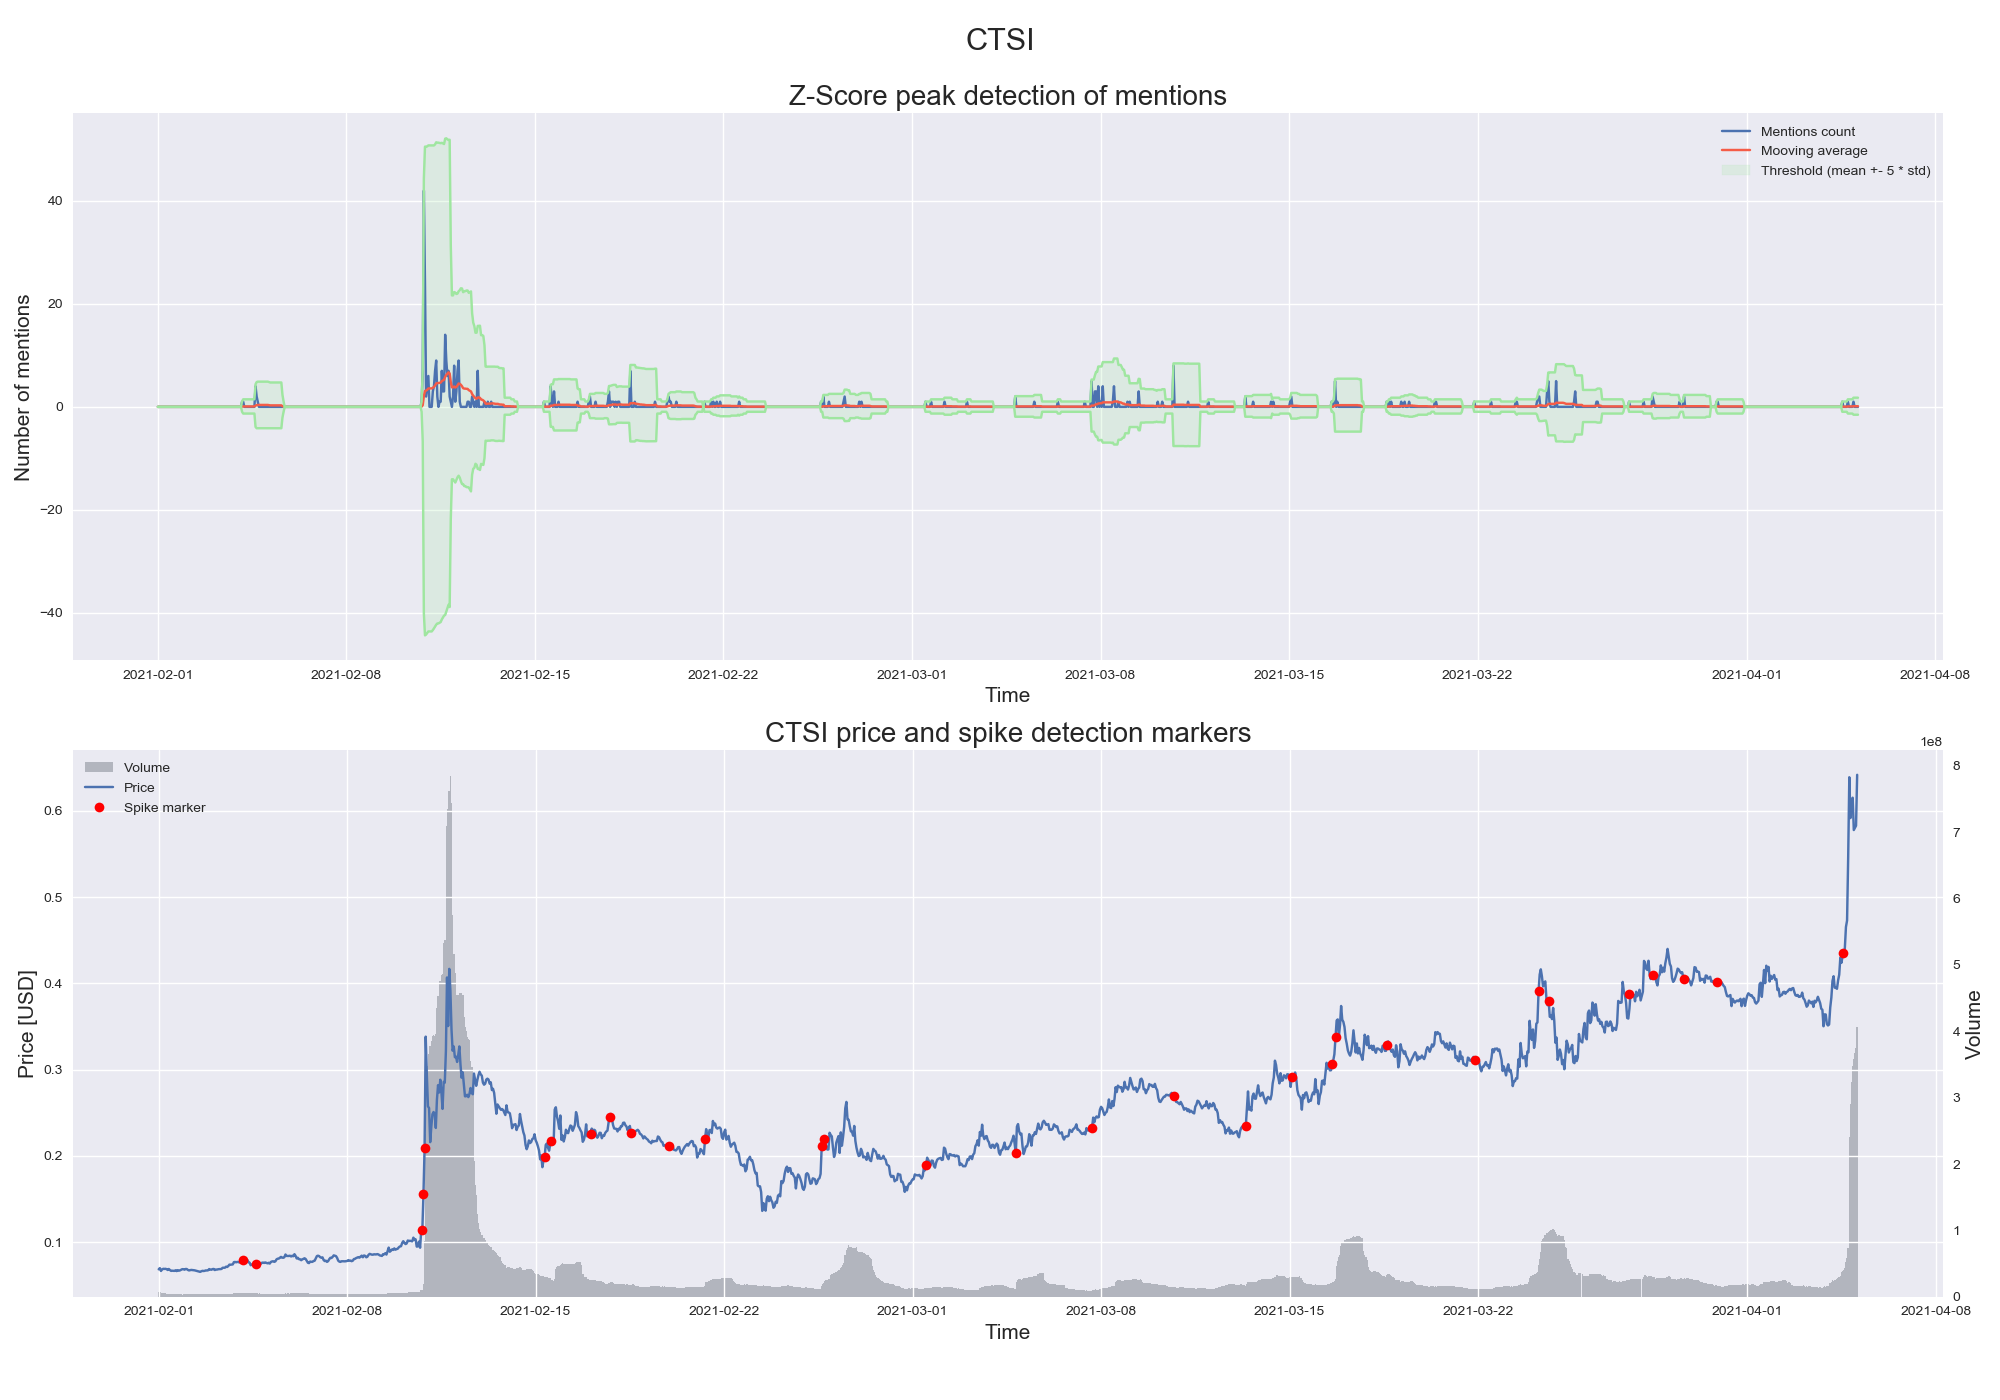 CTSI
Z-Score peak detection of mentions
Mentions count
Mooving average
Threshold (mean +- 5 * std)
Number of mentions
40
20
0
−20
−40
2021-02-01 2021-02-08 2021-02-15 2021-02-22 2021-03-01 2021-03-08 2021-03-15 2021-03-22 2021-04-01 2021-04-08
Time
CTSI price and spike detection markers
1e8
Volume
Price
Spike marker
Price [USD]
0.6
0.5
0.4
0.3
0.2
0.1
8
7
6
5
4
3
2
1
0
Volume
2021-02-01 2021-02-08 2021-02-15 2021-02-22 2021-03-01 2021-03-08 2021-03-15 2021-03-22 2021-04-01 2021-04-08
Time